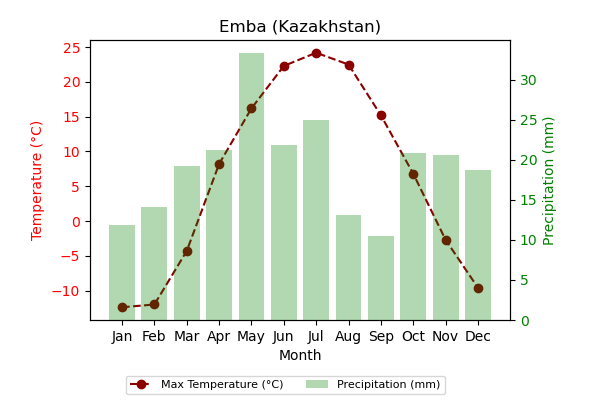 Emba (Kazakhstan)
Temperature (°C)
25
20
15
10
5
0
−5
−10
30
25
20
15
10
5
0
Precipitation (mm)
Jan Feb Mar Apr May Jun Jul Aug Sep Oct Nov Dec
Month
Max Temperature (°C) Precipitation (mm)